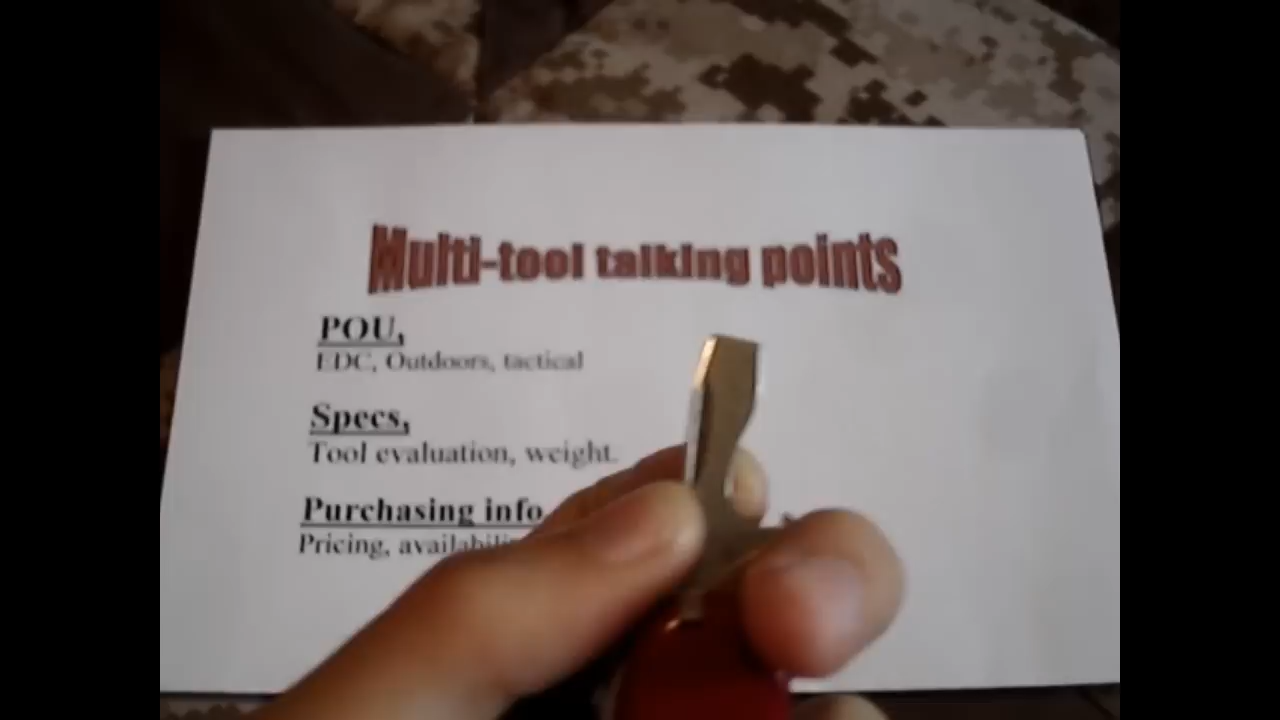 Multi-tool talking points
POU,
EDC, Outdoors, tactical
Specs,
Tool evaluation, weight.
Purchasing info
Pricing,